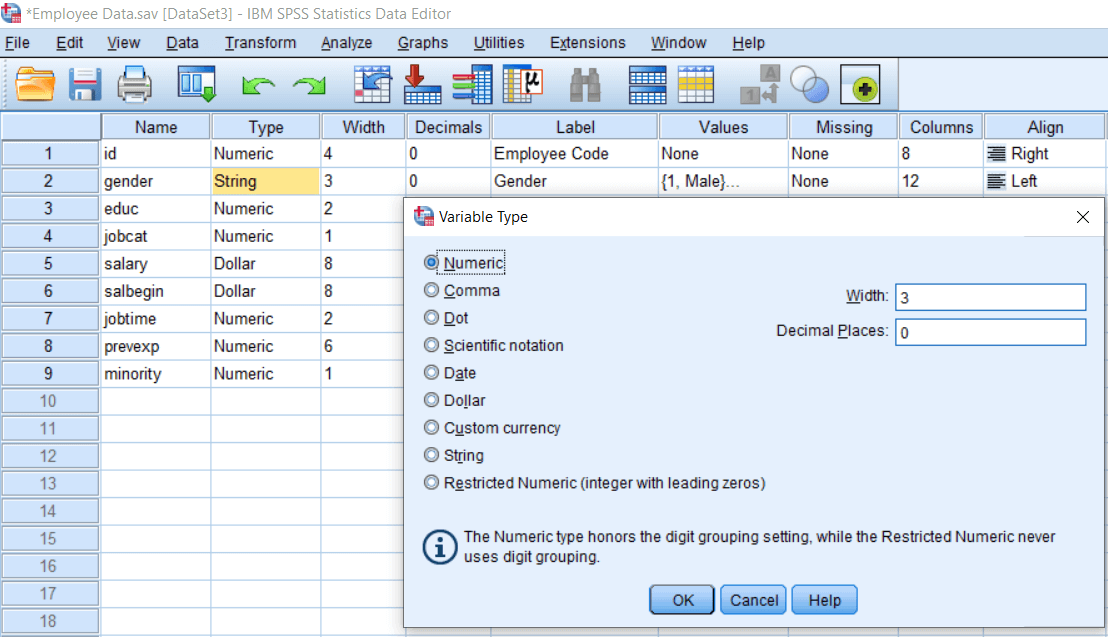 *Employee Data.sav [DataSet3] - IBM SPSS Statistics Data Editor
File Edit View Data Transform Analyze Graphs Utilities Extensions Window Help
Name Type Width Decimals Label Values Missing Columns Align
1 id Numeric 4 0 Employee Code None None 8 Right
2 gender String 3 0 Gender {1, Male}... None 12 Left
3 educ Numeric 2
4 jobcat Numeric 1
5 salary Dollar 8
6 salbegin Dollar 8
7 jobtime Numeric 2
8 prevexp Numeric 6
9 minority Numeric 1
10
11
12
13
14
15
16
17
18
Variable Type
Numeric
Comma
Dot
Scientific notation
Date
Dollar
Custom currency
String
Restricted Numeric (integer with leading zeros)
Width: 3
Decimal Places: 0
The Numeric type honors the digit grouping setting, while the Restricted Numeric never
uses digit grouping.
OK Cancel Help